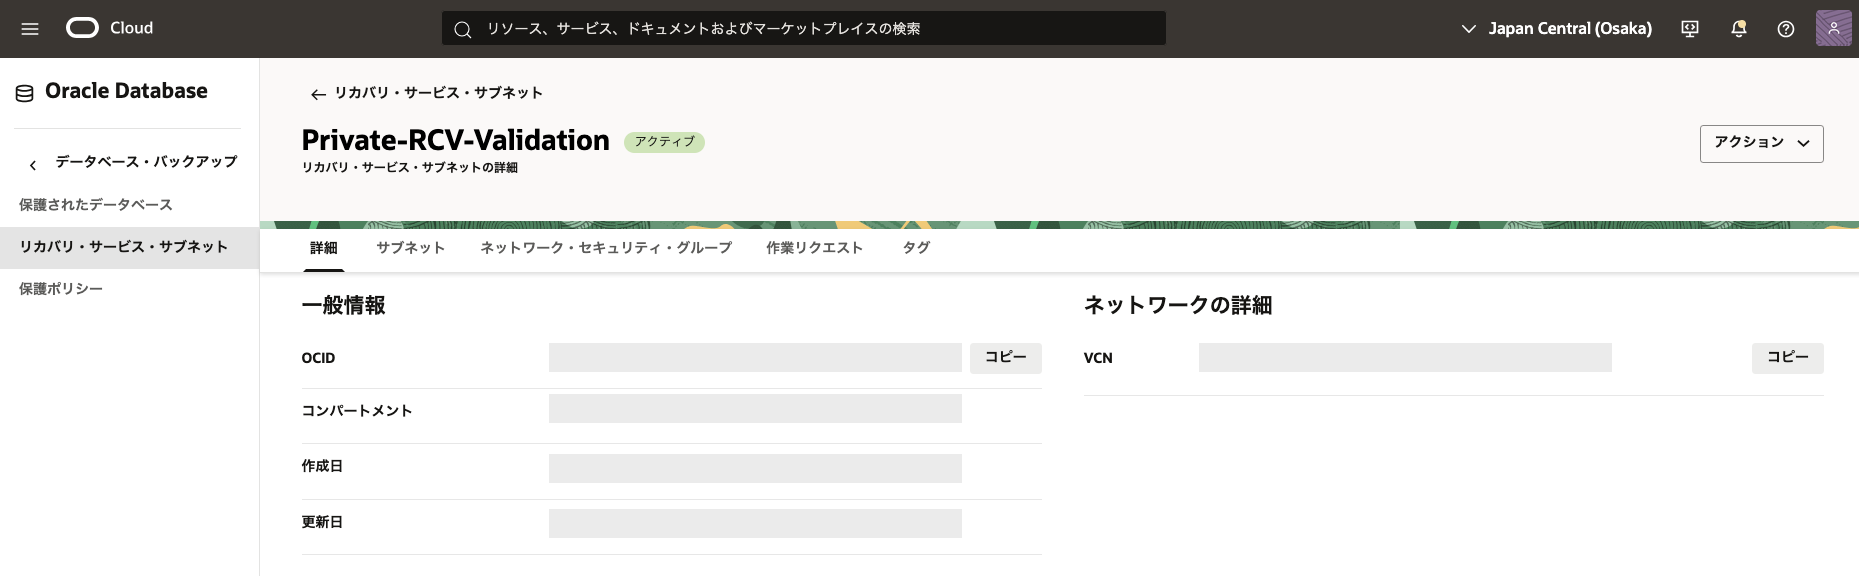 Cloud
リソース、サービス、ドキュメントおよびマーケットプレイスの検索
Japan Central (Osaka)
Oracle Database
データベース・バックアップ
保護されたデータベース
リカバリ・サービス・サブネット
保護ポリシー
リカバリ・サービス・サブネット
Private-RCV-Validation アクティブ
リカバリ・サービス・サブネットの詳細
アクション
詳細 サブネット ネットワーク・セキュリティ・グループ 作業リクエスト タグ
一般情報
OCID コピー
コンパートメント
作成日
更新日
ネットワークの詳細
VCN コピー